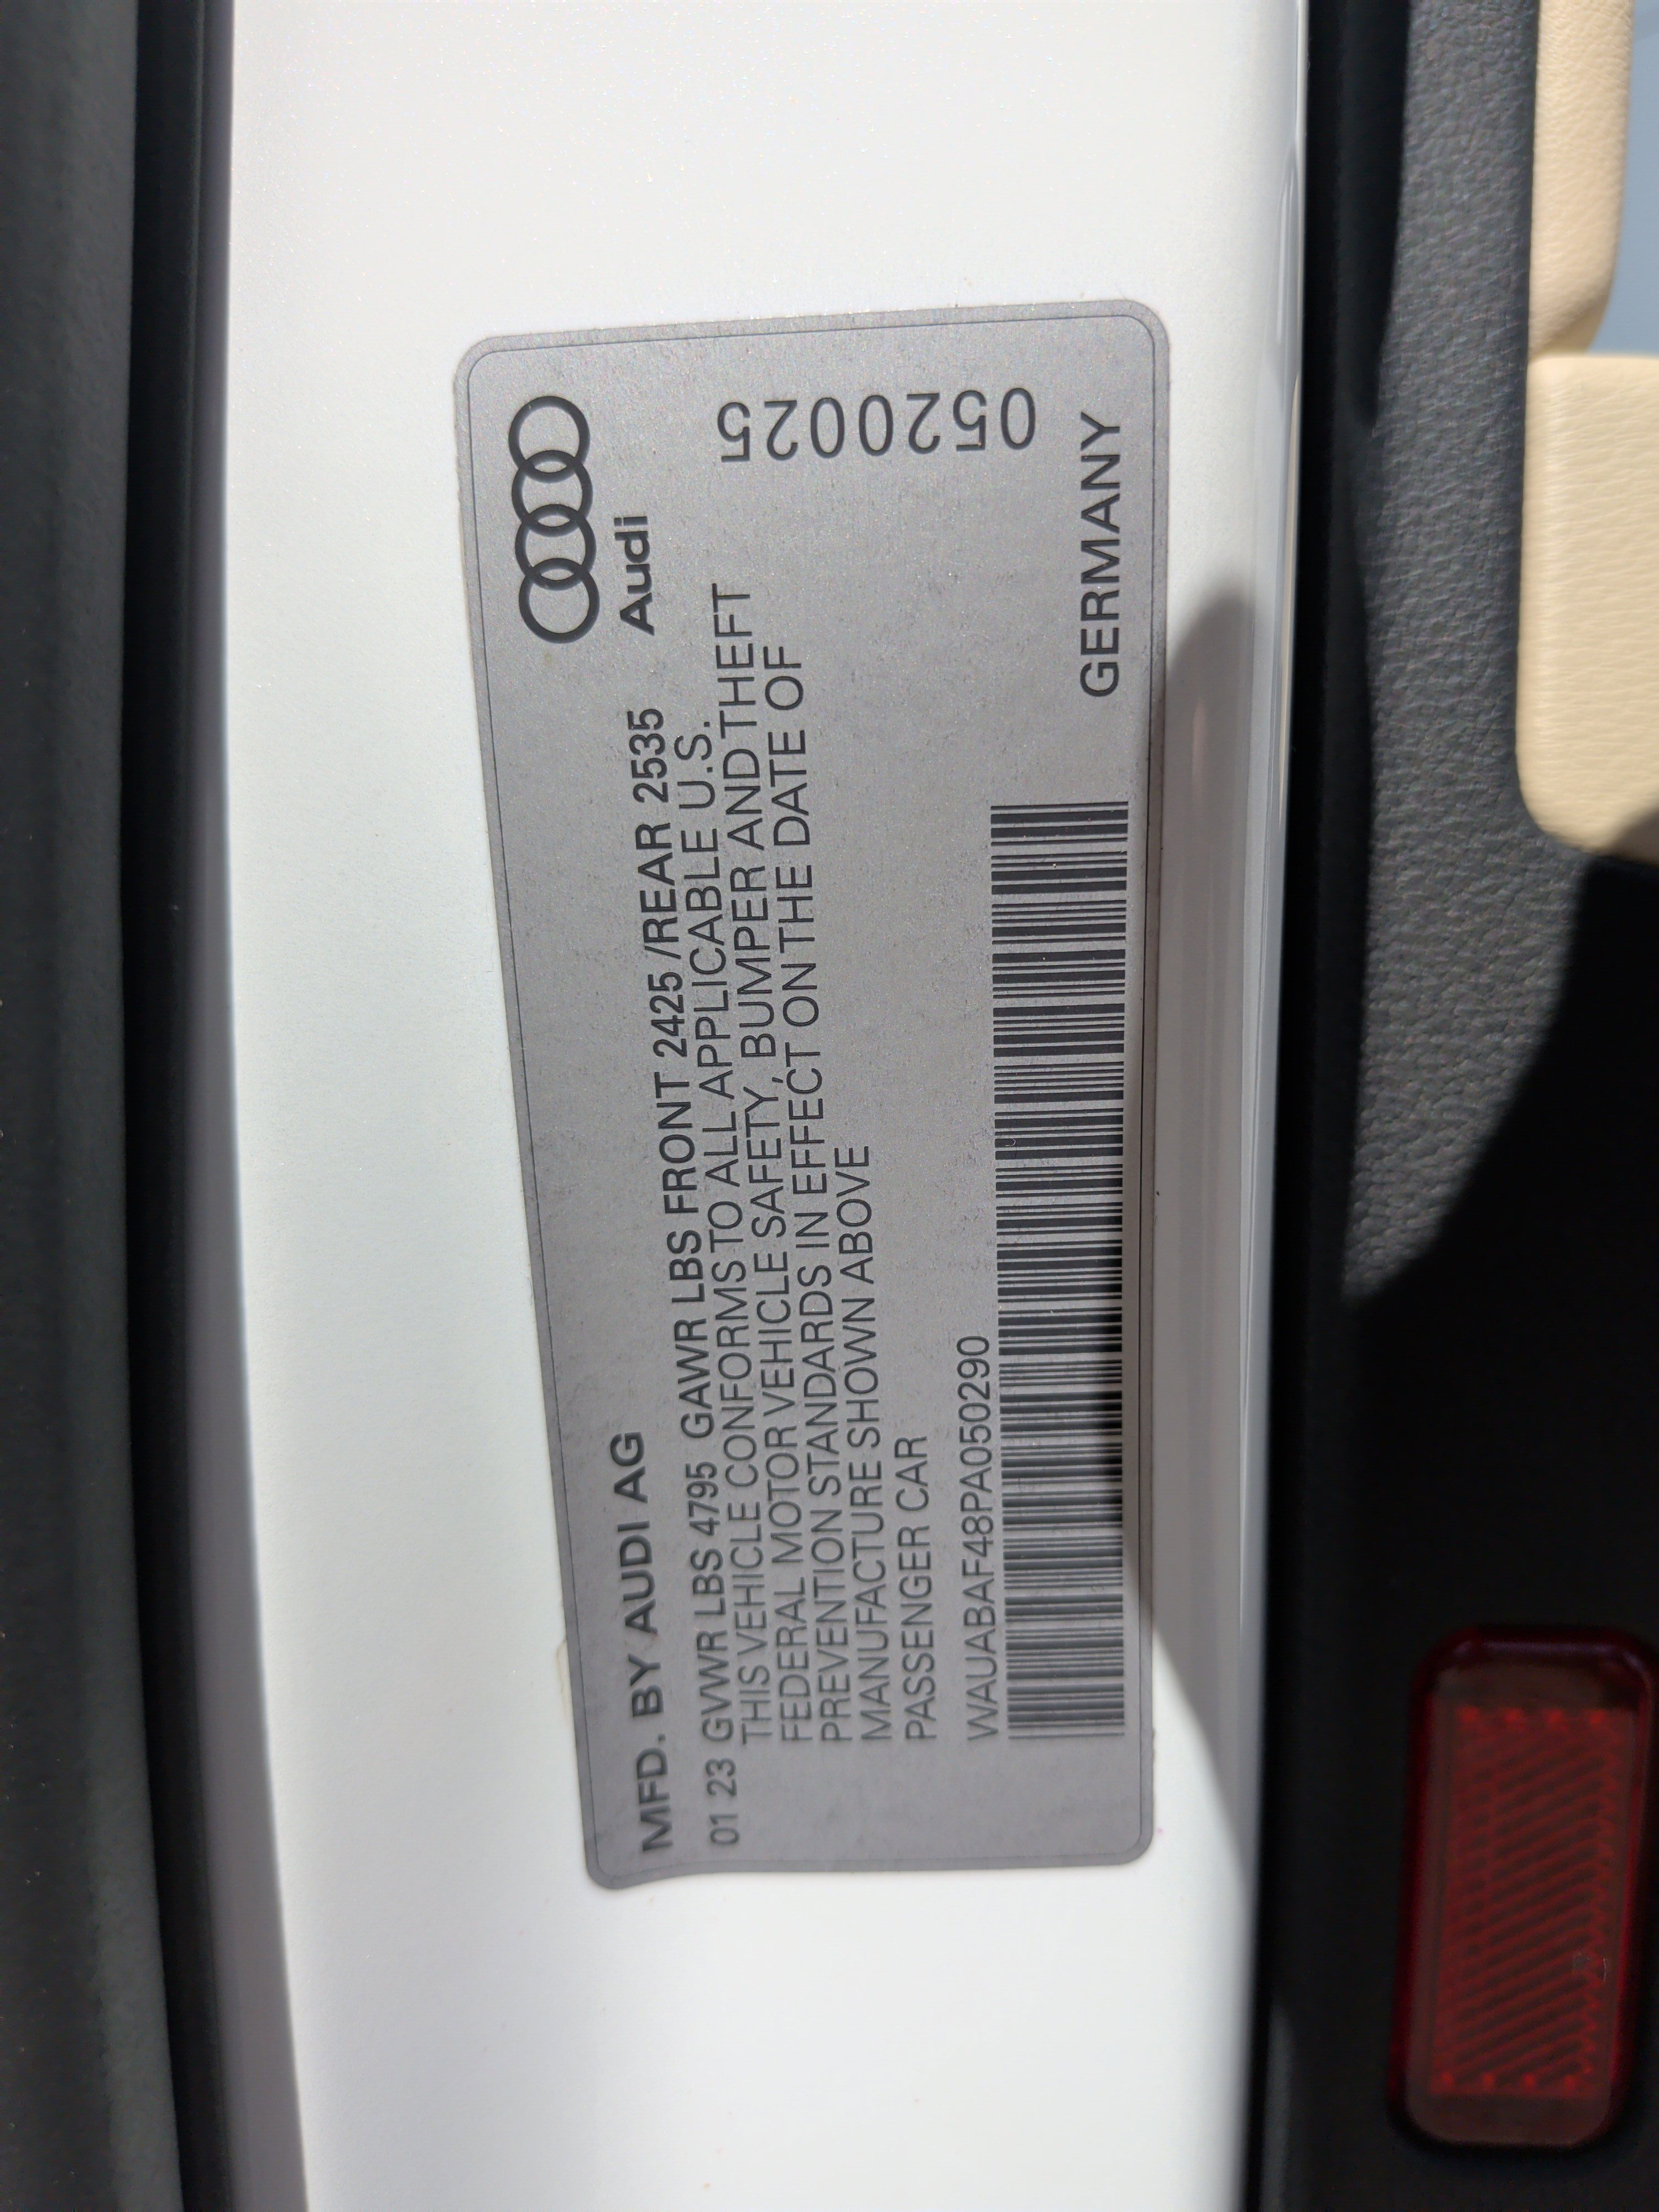 MFD. BY AUDI AG
Audi
01 23 GVWR LBS 4795 GAWR LBS FRONT 2425 /REAR 2535
THIS VEHICLE CONFORMS TO ALL APPLICABLE U.S.
FEDERAL MOTOR VEHICLE SAFETY, BUMPER AND THEFT
PREVENTION STANDARDS IN EFFECT ON THE DATE OF
MANUFACTURE SHOWN ABOVE
PASSENGER CAR
WAUABAF48PA050290
GERMANY
0520025